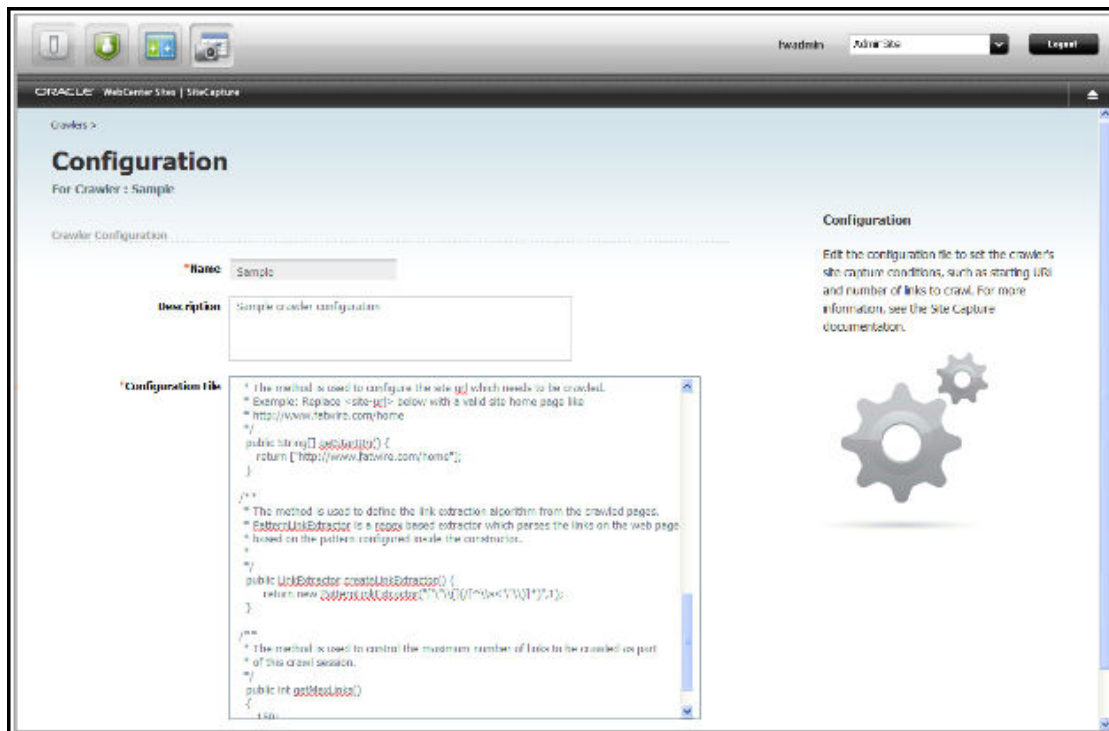 fwadmin
AdminSite
Logout
ORACLE WebCenter Sites | SiteCapture
Crawlers >
Configuration
For Crawler : Sample
Crawler Configuration
*Name
Sample
Description
Sample crawler configuration
*Configuration File
* The method is used to configure the site url which needs to be crawled.
* Example: Replace <site-url> below with a valid site home page like
* http://www.fatwire.com/home
*/
public String[] getStartUri() {
return ["http://www.fatwire.com/home"];
}
/**
* The method is used to define the link extraction algorithm from the crawled pages.
* PatternLinkExtractor is a regex based extractor which parses the links on the web page
* based on the pattern configured inside the constructor.
*
*/
public LinkExtractor createLinkExtractor() {
return new PatternLinkExtractor(
}
/**
* The method is used to control the maximum number of links to be crawled as part
* of this crawl session.
*/
public int getMaxLinks()
{
150;
Configuration
Edit the configuration file to set the crawler's
site capture conditions, such as starting URI
and number of links to crawl. For more
information, see the Site Capture
documentation.